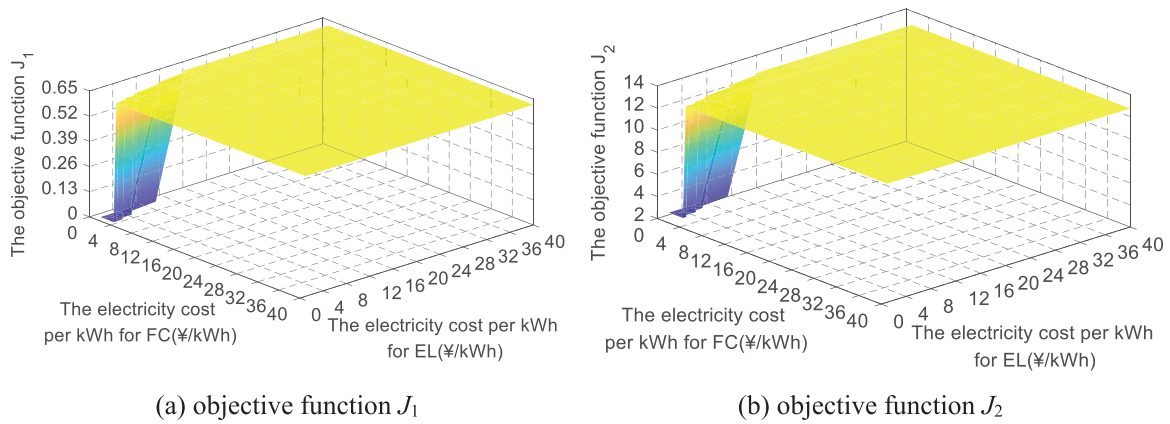 The objective function J1
0.65
0.52
0.39
0.26
0.13
0
0 4 8 12 16 20 24 28 32 36 40
The electricity cost
per kWh for FC(¥/kWh)
0 4 8 12 16 20 24 28 32 36 40
The electricity cost per kWh
for EL(¥/kWh)
(a) objective function J1
The objective function J2
14
12
10
8
6
4
2
0 4 8 12 16 20 24 28 32 36 40
The electricity cost
per kWh for FC(¥/kWh)
0 4 8 12 16 20 24 28 32 36 40
The electricity cost per kWh
for EL(¥/kWh)
(b) objective function J2